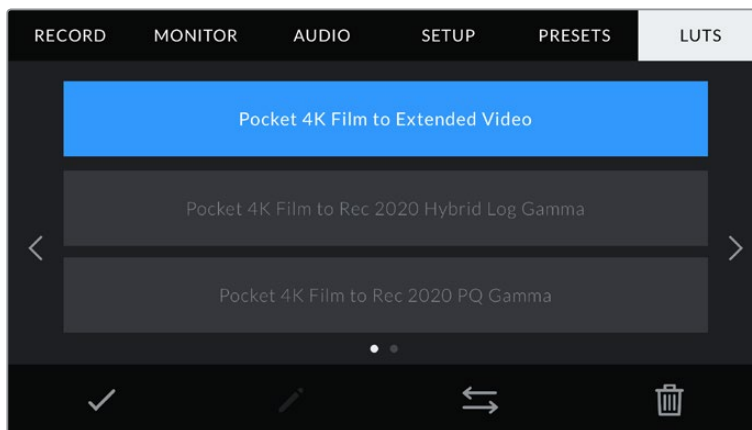 RECORD MONITOR AUDIO SETUP PRESETS LUTS
Pocket 4K Film to Extended Video
Pocket 4K Film to Rec 2020 Hybrid Log Gamma
Pocket 4K Film to Rec 2020 PQ Gamma